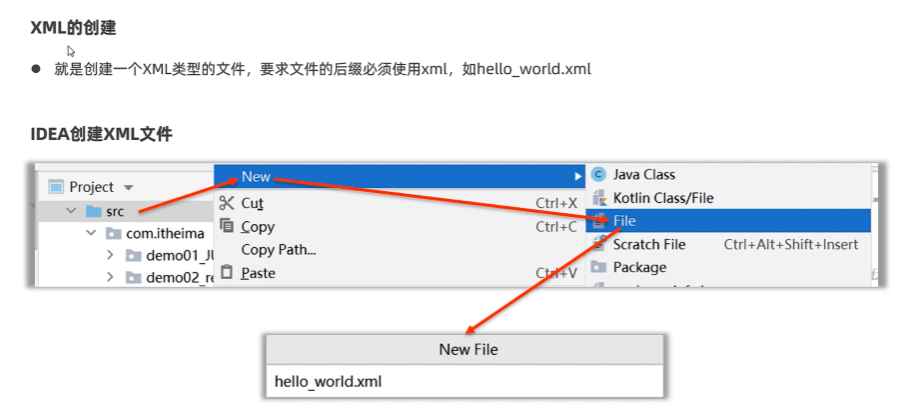 XML的创建
● 就是创建一个XML类型的文件，要求文件的后缀必须使用xml，如hello_world.xml
IDEA创建XML文件
Project
src
com.itheima
demo01_JU
demo02_re
New
Cut Ctrl+X
Copy Ctrl+C
Copy Path...
Paste Ctrl+V
Java Class
Kotlin Class/File
File
Scratch File Ctrl+Alt+Shift+Insert
Package
New File
hello_world.xml